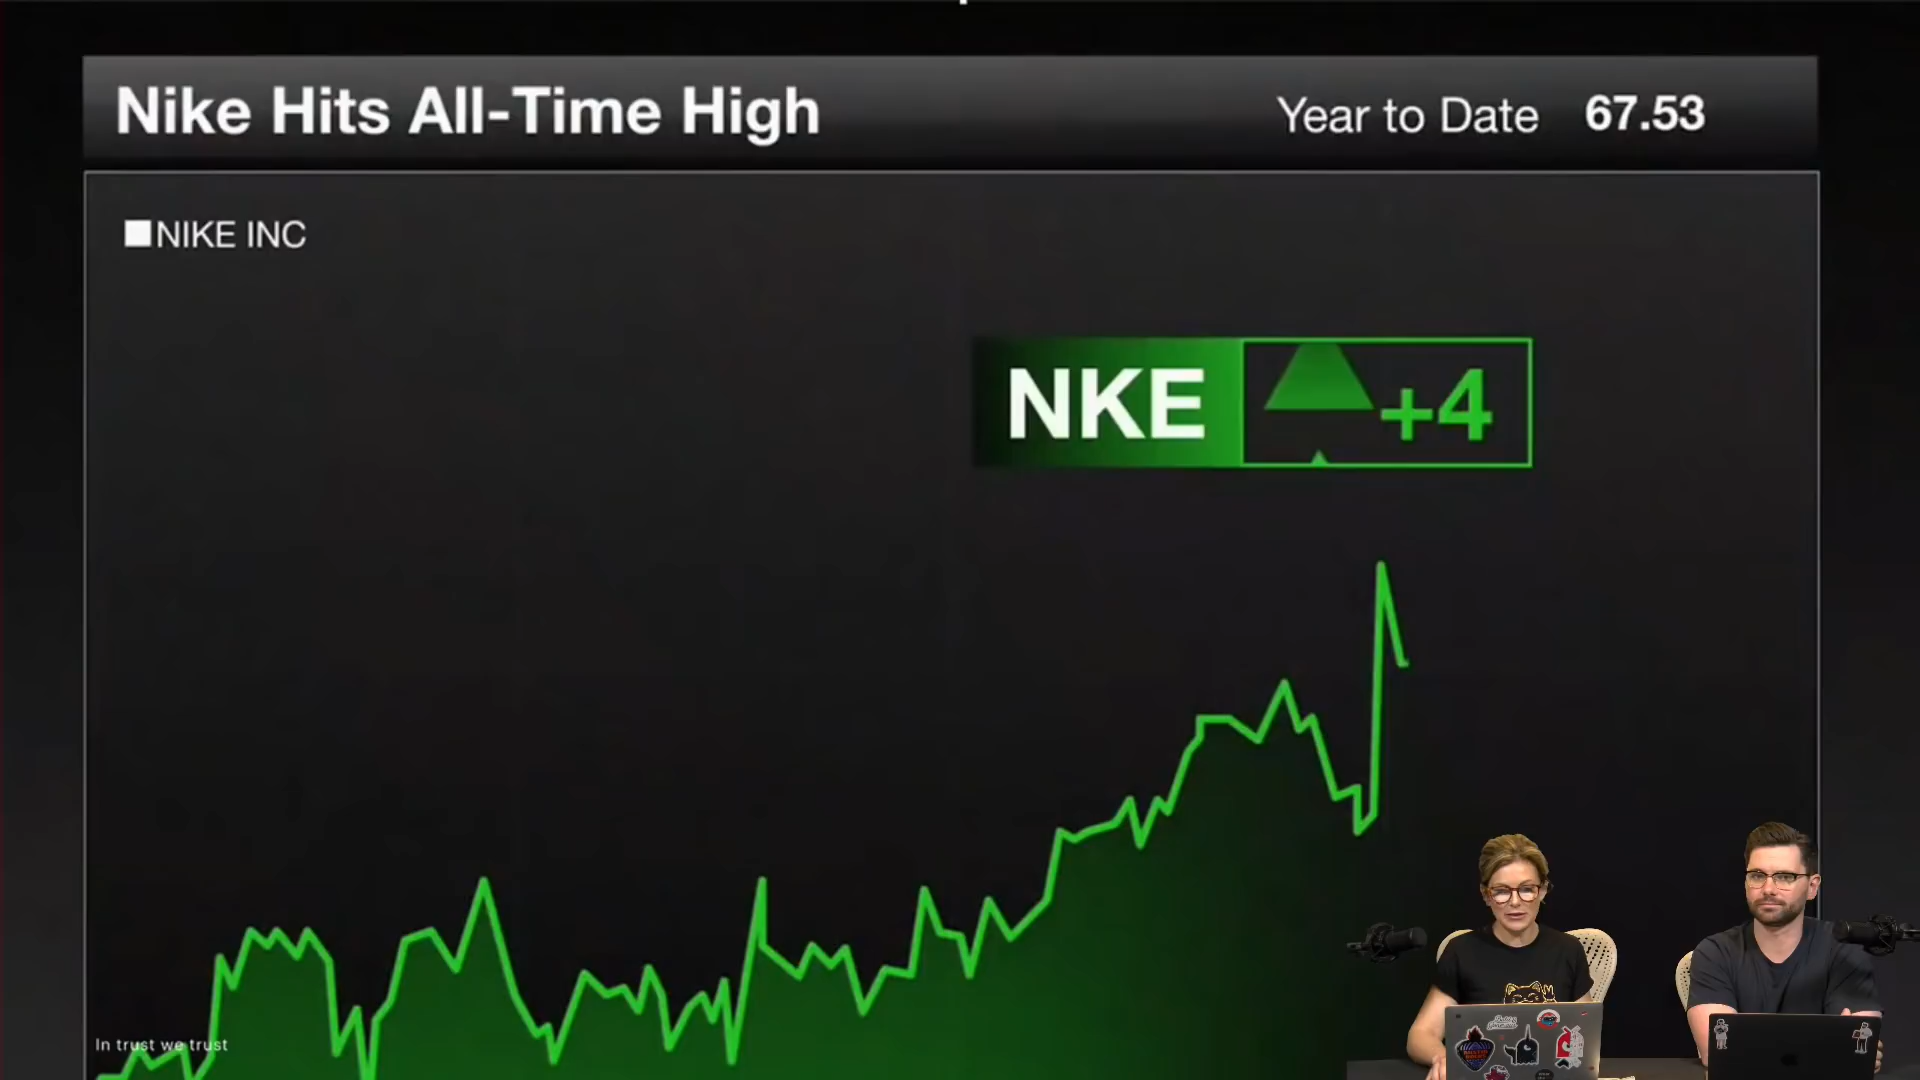 Nike Hits All-Time High
Year to Date 67.53
NIKE INC
NKE +4
In trust we trust